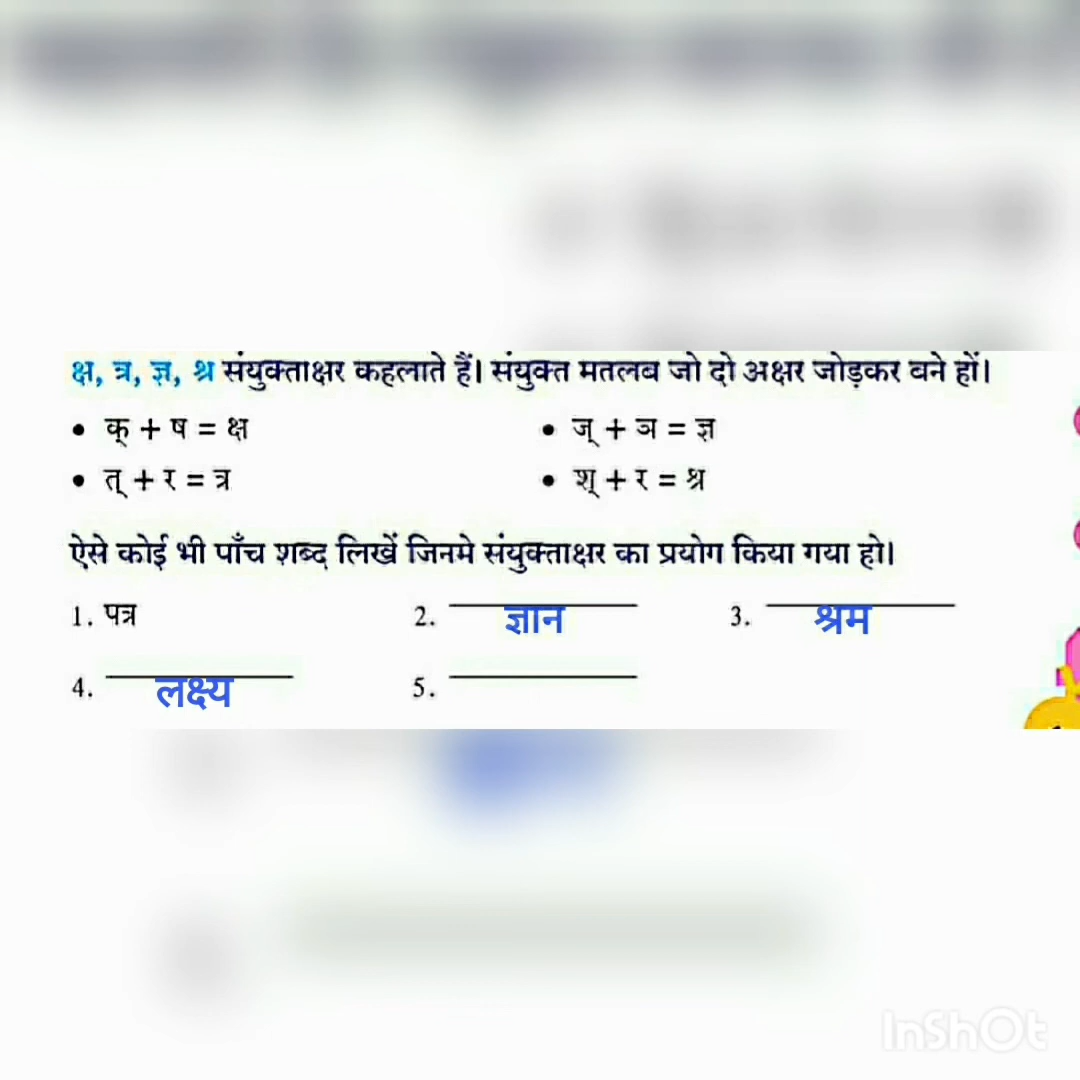 क्ष, त्र, ज्ञ, श्र संयुक्ताक्षर कहलाते हैं। संयुक्त मतलब जो दो अक्षर जोड़कर बने हों।
• क् + ष = क्ष • ज् + ञ = ज्ञ
• त् + र = त्र • श् + र = श्र
ऐसे कोई भी पाँच शब्द लिखें जिनमे संयुक्ताक्षर का प्रयोग किया गया हो।
1. पत्र 2. ज्ञान 3. श्रम
4. लक्ष्य 5.
InShOt